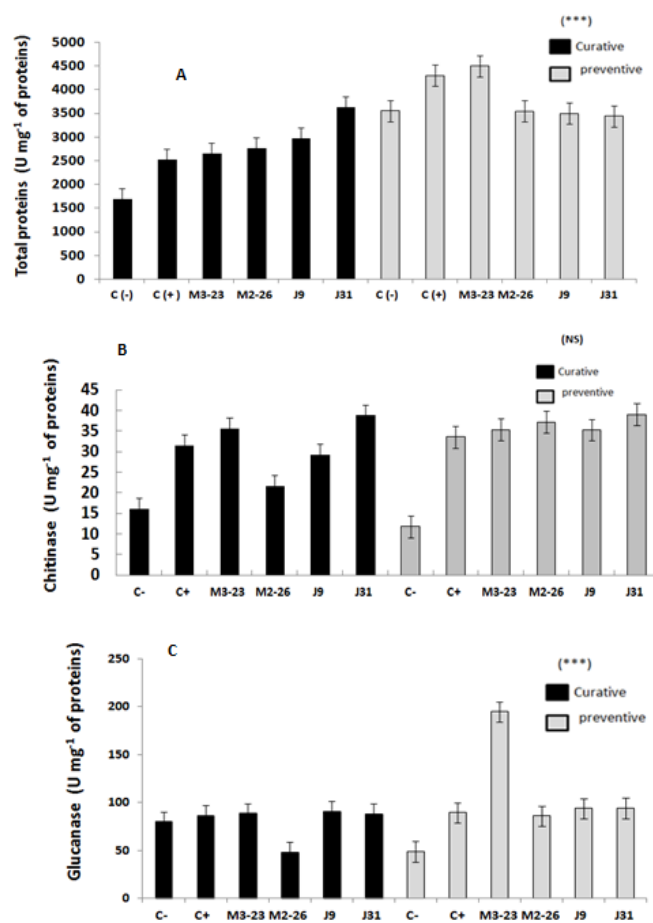 (***)
Curative
preventive
A
Total proteins (U mg⁻¹ of proteins)
5000
4500
4000
3500
3000
2500
2000
1500
1000
500
0
C (-) C (+) M3-23 M2-26 J9 J31 C (-) C (+) M3-23 M2-26 J9 J31
(NS)
Curative
preventive
B
Chitinase (U mg⁻¹ of proteins)
45
40
35
30
25
20
15
10
5
0
C- C+ M3-23 M2-26 J9 J31 C- C+ M3-23 M2-26 J9 J31
C
(***)
Curative
preventive
Glucanase (U mg⁻¹ of proteins)
250
200
150
100
50
0
C- C+ M3-23 M2-26 J9 J31 C- C+ M3-23 M2-26 J9 J31